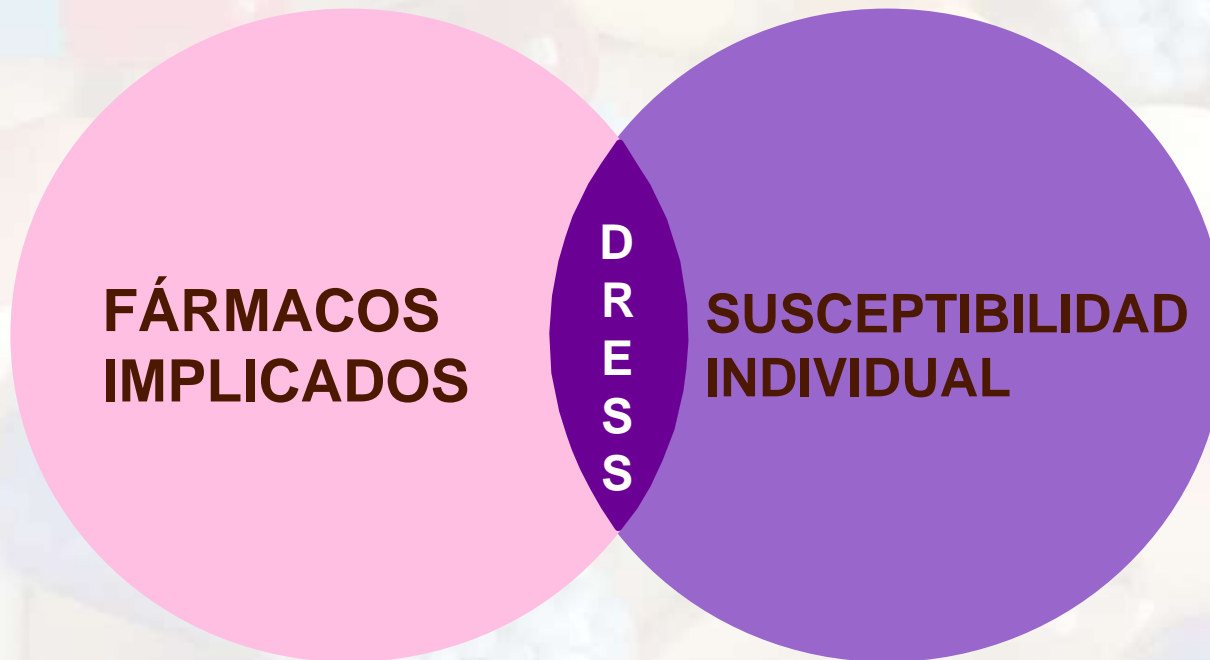 FÁRMACOS
IMPLICADOS
D
R
E
S
S
SUSCEPTIBILIDAD
INDIVIDUAL